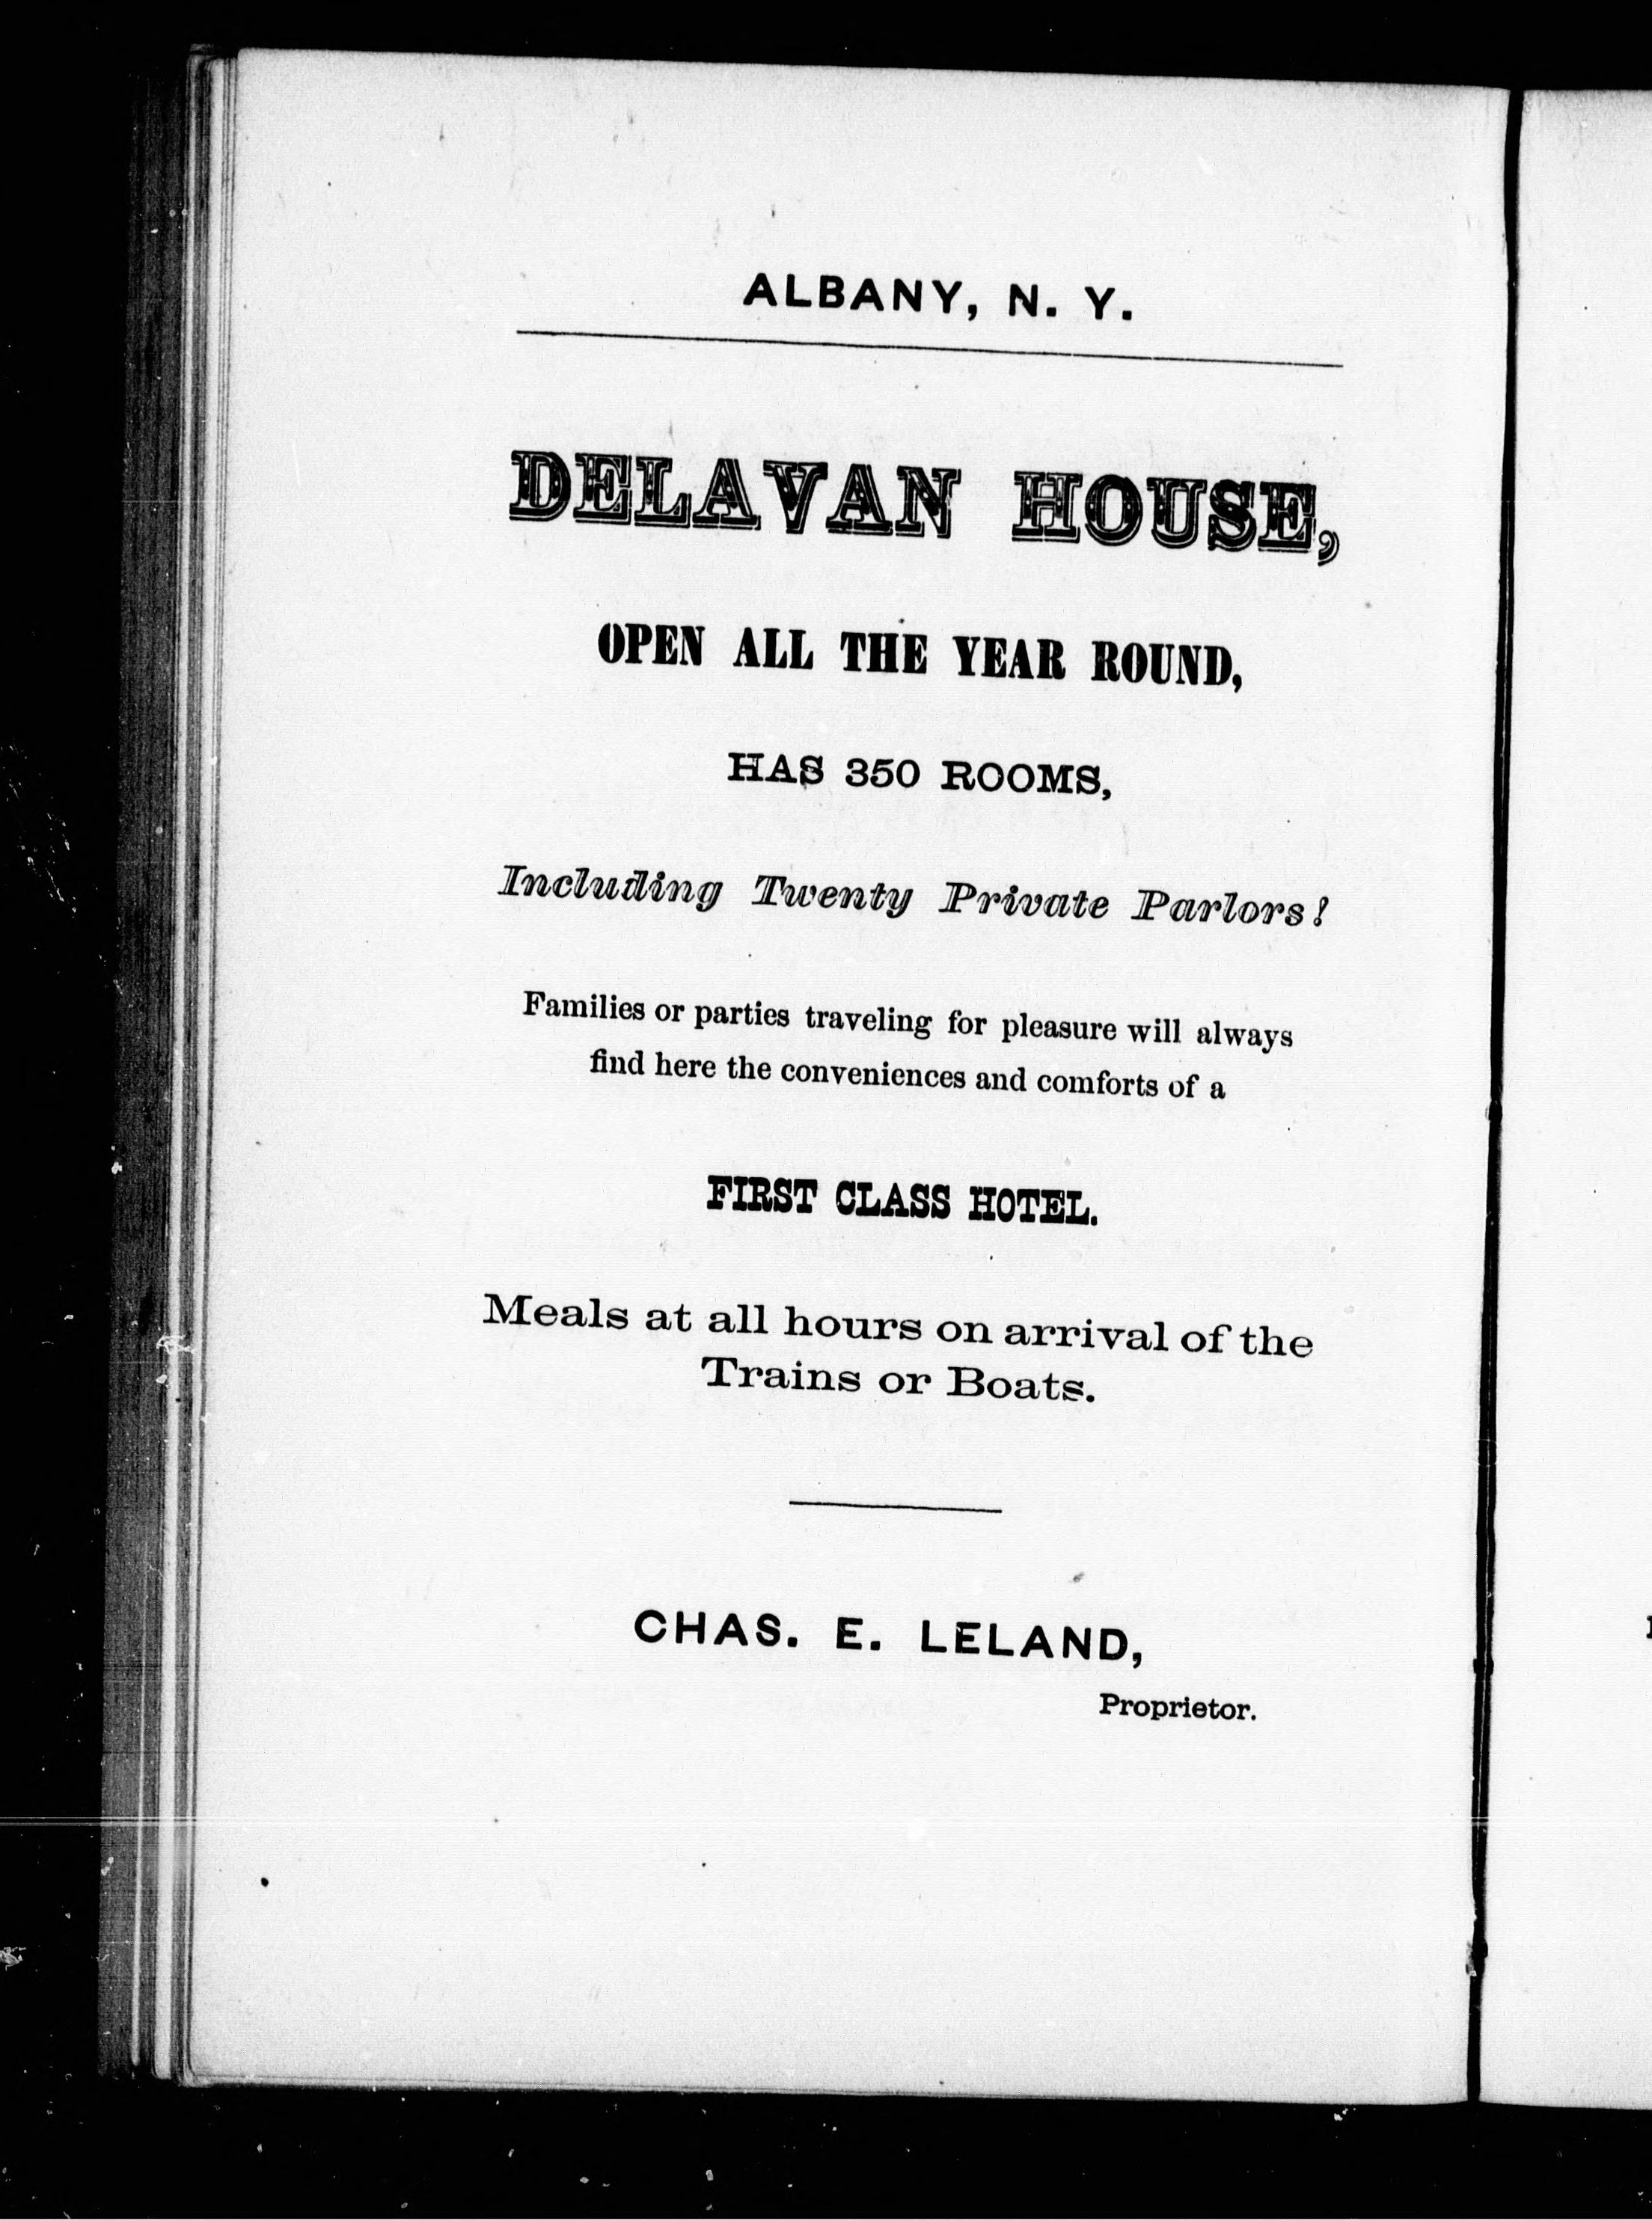 ALBANY, N. Y.
DELAVAN HOUSE,
OPEN ALL THE YEAR ROUND,
HAS 350 ROOMS,
Including Twenty Private Parlors!
Families or parties traveling for pleasure will always
find here the conveniences and comforts of a
FIRST CLASS HOTEL.
Meals at all hours on arrival of the
Trains or Boats.
CHAS. E. LELAND,
Proprietor.